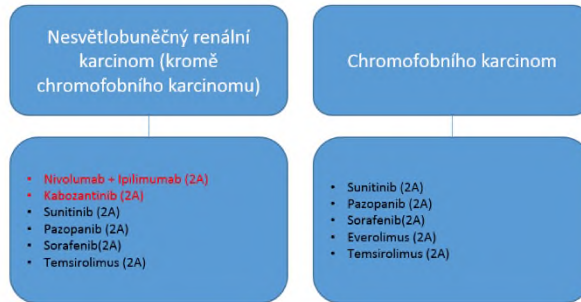 Nesvětlobuněčný renální
karcinom (kromě
chromofobního karcinomu)
Chromofobního karcinom
• Nivolumab + Ipilimumab (2A)
• Kabozantinib (2A)
• Sunitinib (2A)
• Pazopanib (2A)
• Sorafenib(2A)
• Temsirolimus (2A)
• Sunitinib (2A)
• Pazopanib (2A)
• Sorafenib(2A)
• Everolimus (2A)
• Temsirolimus (2A)